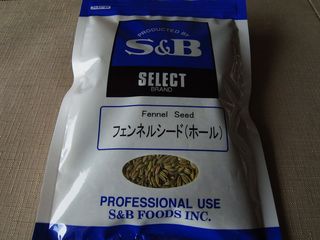 PRODUCED BY
S&B
SELECT
BRAND
Fennel Seed
フェンネルシード(ホール)
PROFESSIONAL USE
S&B FOODS INC.